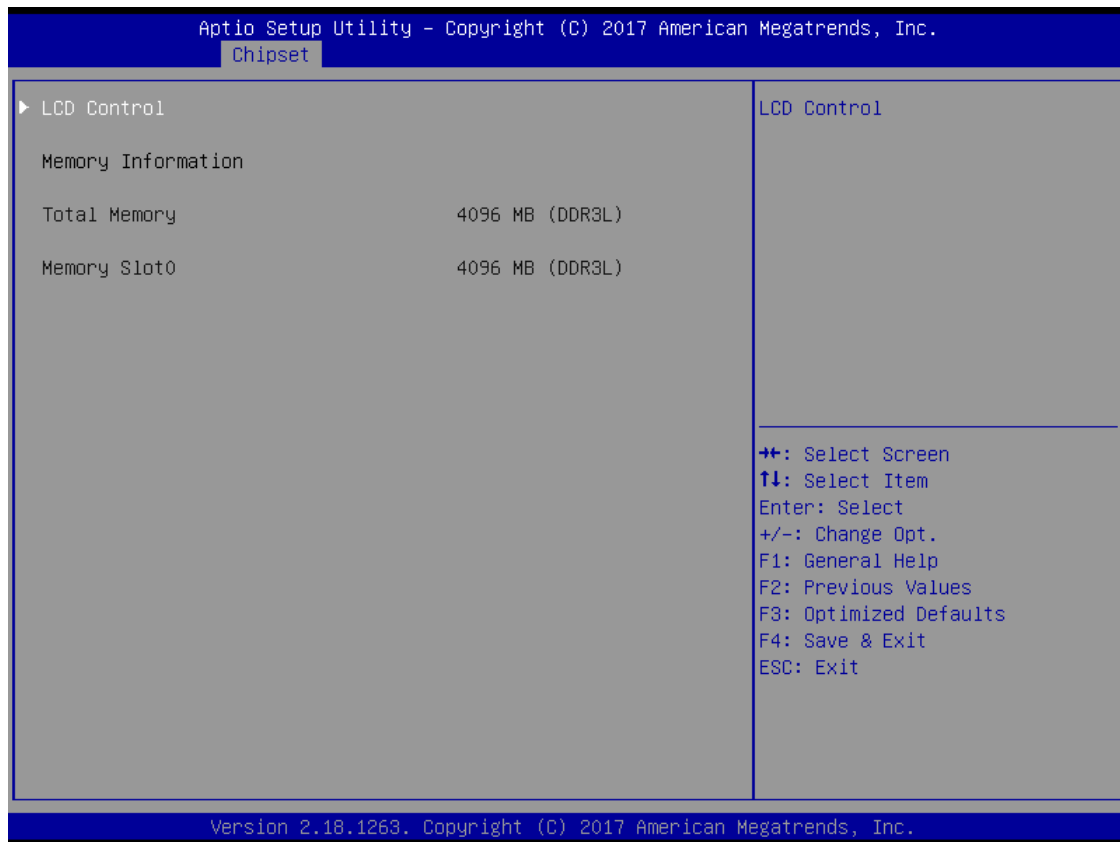 Aptio Setup Utility – Copyright (C) 2017 American Megatrends, Inc.
Chipset
▶ LCD Control
Memory Information
Total Memory 4096 MB (DDR3L)
Memory Slot0 4096 MB (DDR3L)
LCD Control
→←: Select Screen
↑↓: Select Item
Enter: Select
+/-: Change Opt.
F1: General Help
F2: Previous Values
F3: Optimized Defaults
F4: Save & Exit
ESC: Exit
Version 2.18.1263. Copyright (C) 2017 American Megatrends, Inc.